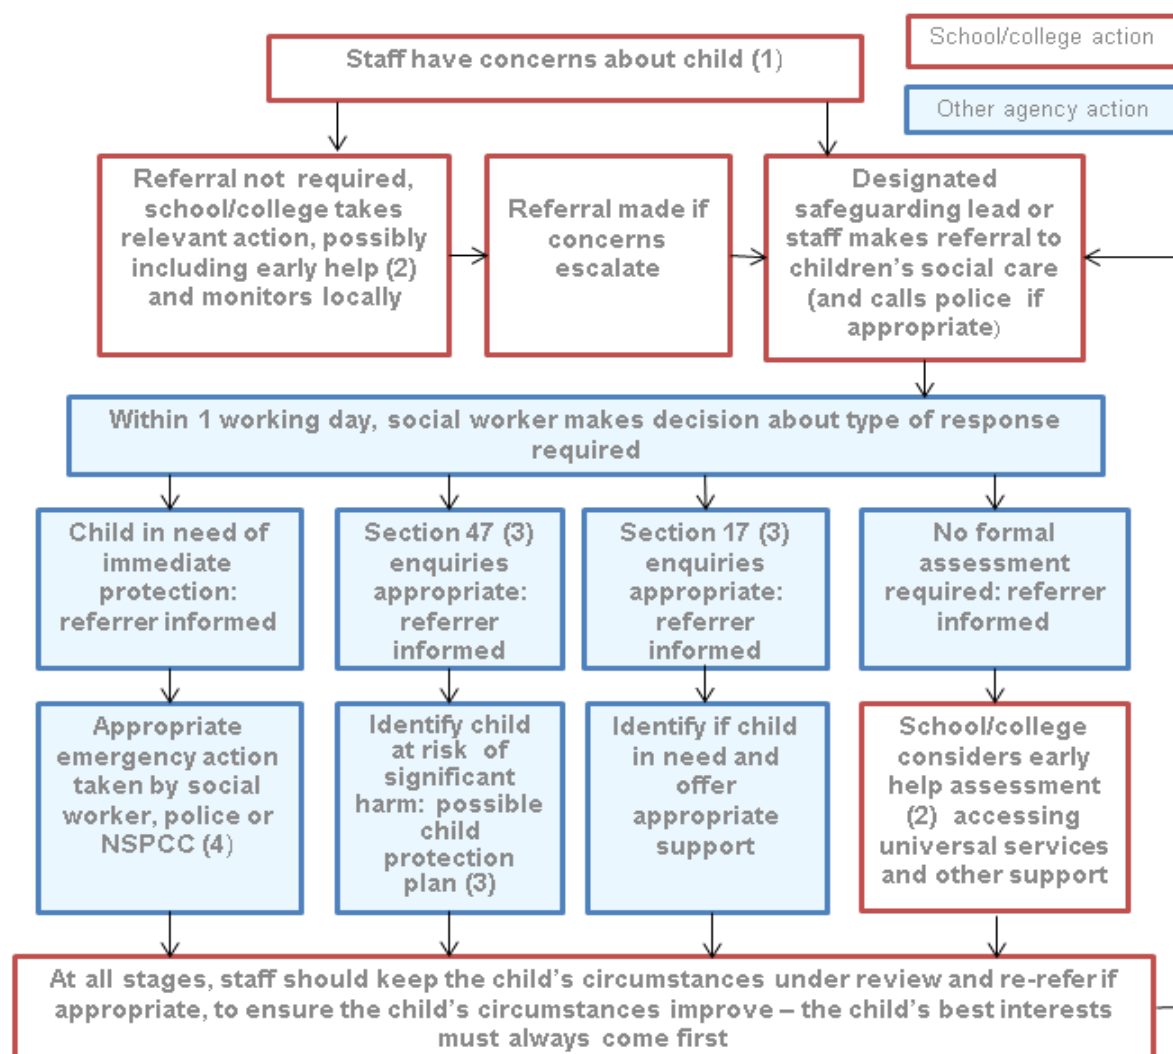 School/college action
Staff have concerns about child (1)
Other agency action
Referral not required,
school/college takes
relevant action, possibly
including early help (2)
and monitors locally
Referral made if
concerns
escalate
Designated
safeguarding lead or
staff makes referral to
children's social care
(and calls police if
appropriate)
Within 1 working day, social worker makes decision about type of response
required
Child in need of
immediate
protection:
referrer informed
Section 47 (3)
enquiries
appropriate:
referrer
informed
Section 17 (3)
enquiries
appropriate:
referrer
informed
No formal
assessment
required: referrer
informed
Appropriate
emergency action
taken by social
worker, police or
NSPCC (4)
Identify child
at risk of
significant
harm: possible
child
protection
plan (3)
Identify if child
in need and
offer
appropriate
support
School/college
considers early
help assessment
(2) accessing
universal services
and other support
At all stages, staff should keep the child's circumstances under review and re-refer if
appropriate, to ensure the child's circumstances improve – the child's best interests
must always come first